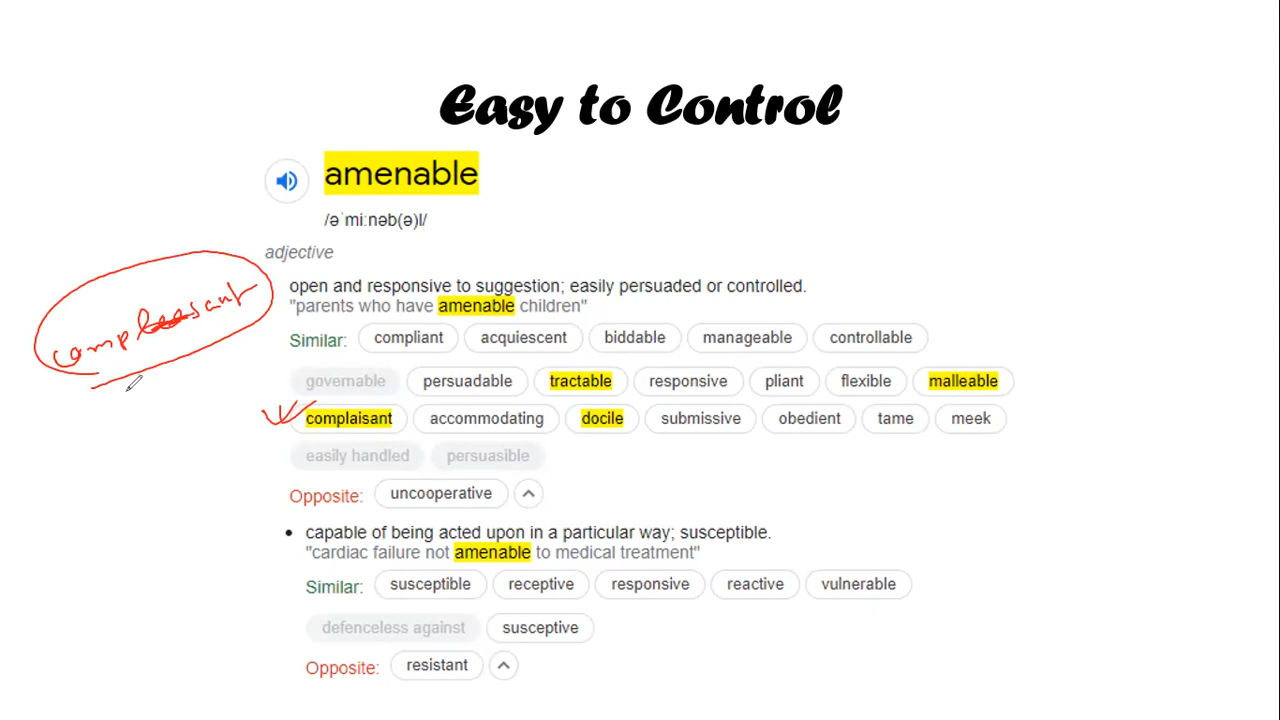 Easy to Control
amenable
/əˈmiːnəb(ə)l/
adjective
open and responsive to suggestion; easily persuaded or controlled.
"parents who have amenable children"
Similar: compliant acquiescent biddable manageable controllable
governable persuadable tractable responsive pliant flexible malleable
complaisant accommodating docile submissive obedient tame meek
easily handled persuasible
Opposite: uncooperative
• capable of being acted upon in a particular way; susceptible.
"cardiac failure not amenable to medical treatment"
Similar: susceptible receptive responsive reactive vulnerable
defenceless against susceptive
Opposite: resistant